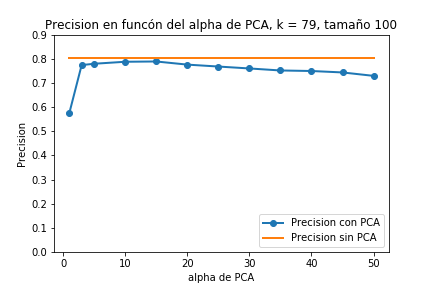 Precision en funcón del alpha de PCA, k = 79, tamaño 100
0.9
0.8
0.7
0.6
0.5
0.4
0.3
0.2
0.1
0.0
Precision
Precision con PCA
Precision sin PCA
0 10 20 30 40 50
alpha de PCA